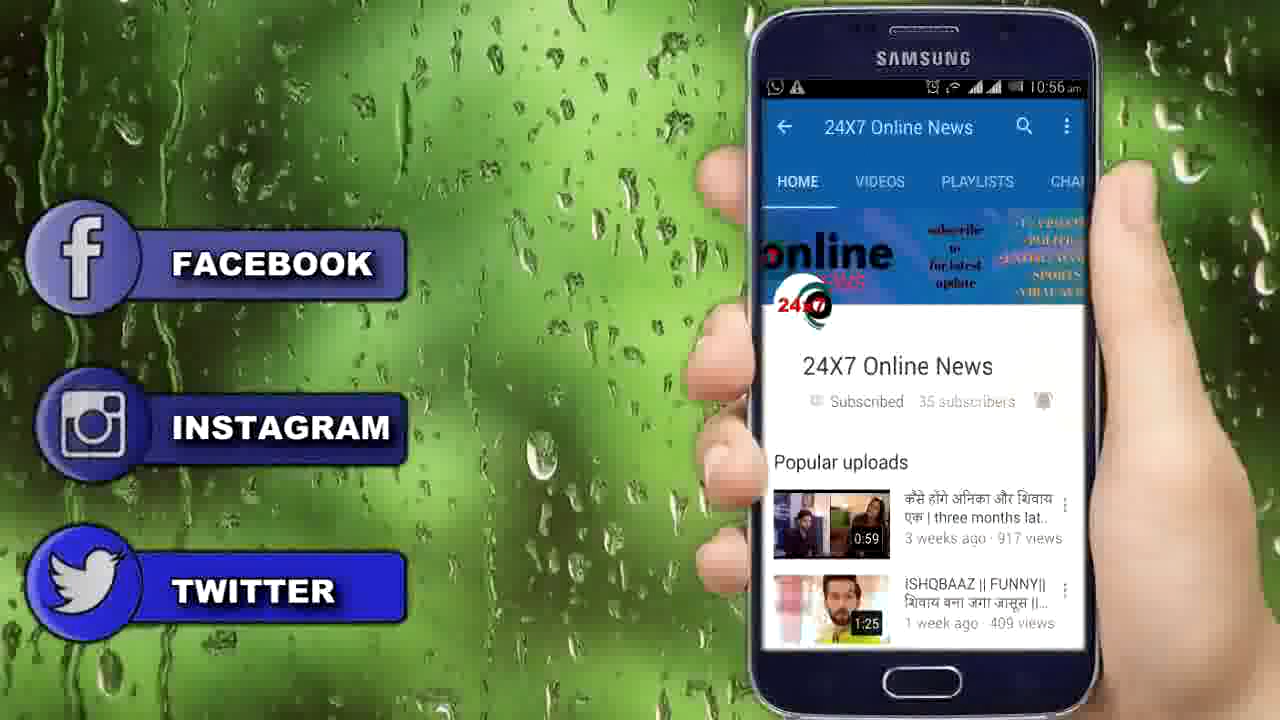 FACEBOOK
INSTAGRAM
TWITTER
SAMSUNG
10:56 am
24X7 Online News
HOME VIDEOS PLAYLISTS CHA
online
subscribe
to
for latest
update
SPORTS
24x7
24X7 Online News
Subscribed 35 subscribers
Popular uploads
कैसे होंगे अनिका और शिवाय
एक | three months lat..
3 weeks ago · 917 views
0:59
ISHQBAAZ || FUNNY||
शिवाय बना जगा जासूस ||...
1 week ago · 409 views
1:25